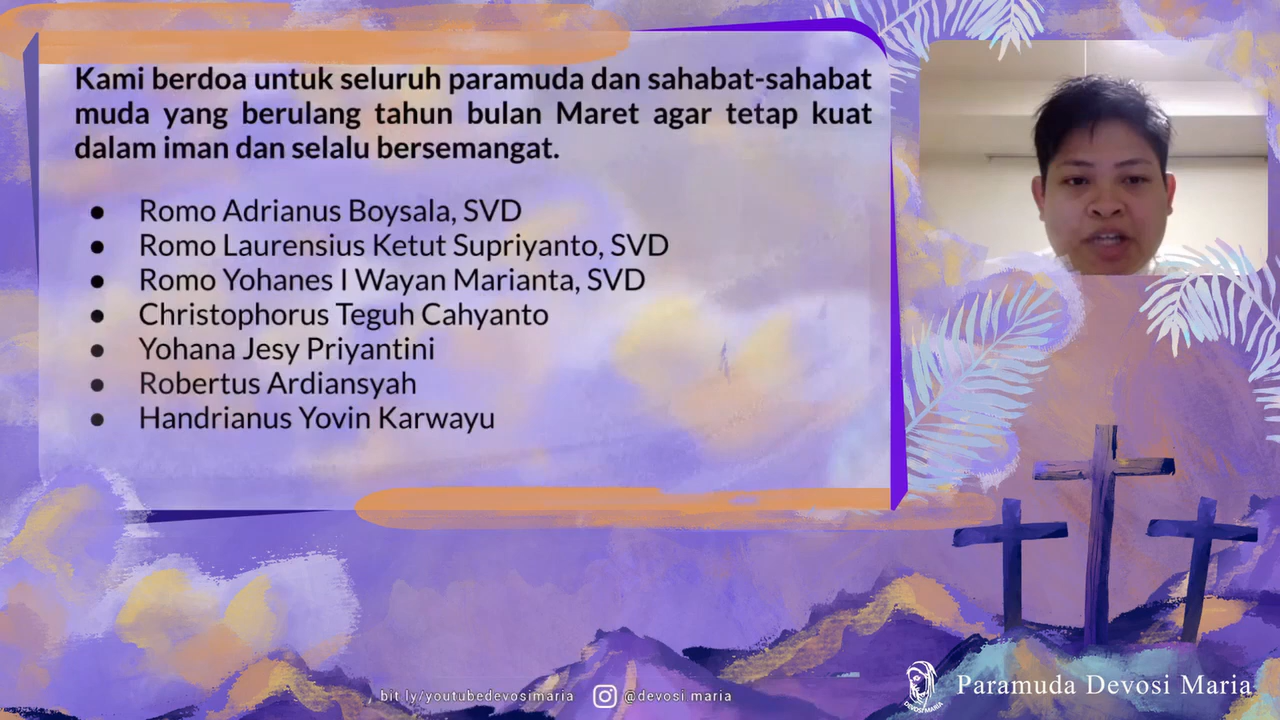 Kami berdoa untuk seluruh paramuda dan sahabat-sahabat
muda yang berulang tahun bulan Maret agar tetap kuat
dalam iman dan selalu bersemangat.
● Romo Adrianus Boysala, SVD
● Romo Laurensius Ketut Supriyanto, SVD
● Romo Yohanes I Wayan Marianta, SVD
● Christophorus Teguh Cahyanto
● Yohana Jesy Priyantini
● Robertus Ardiansyah
● Handrianus Yovin Karwayu
/ bit ly/youtubedevosimaria @devosi maria
DEVOSI MARIA
Paramuda Devosi Maria